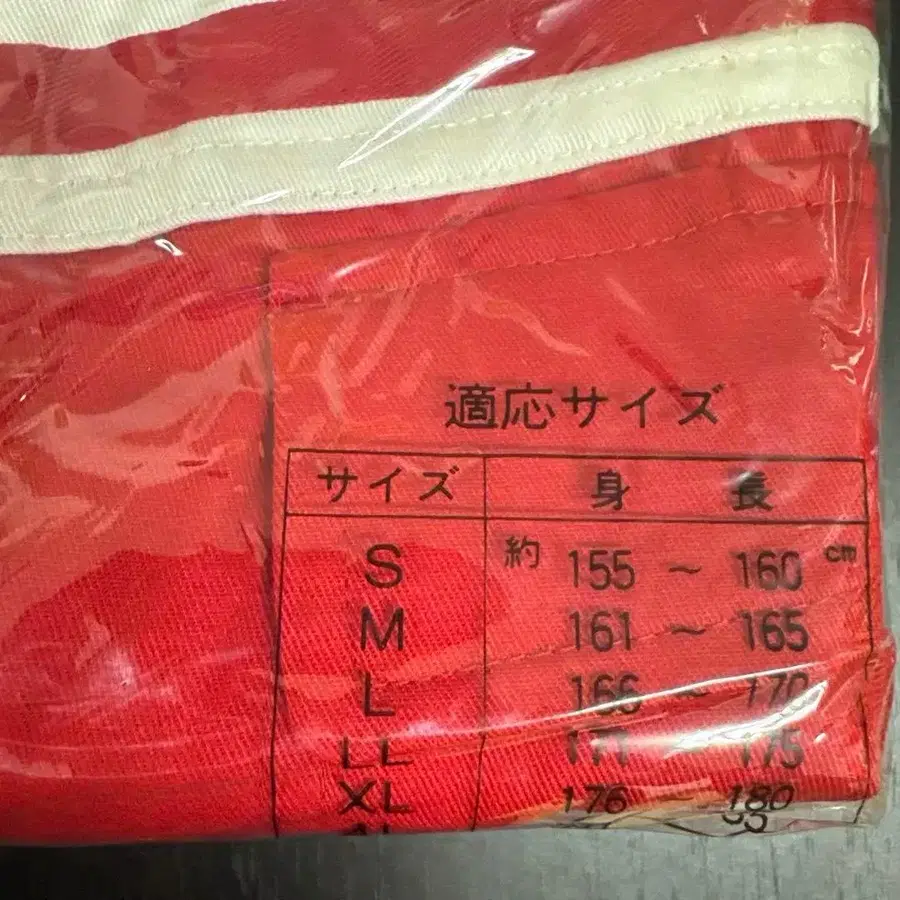 適応サイズ
サイズ 身 長
S 約 155 ~ 160 cm
M 161 ~ 165
L 166 ~ 170
LL 171 ~ 175
XL 176 ~ 180